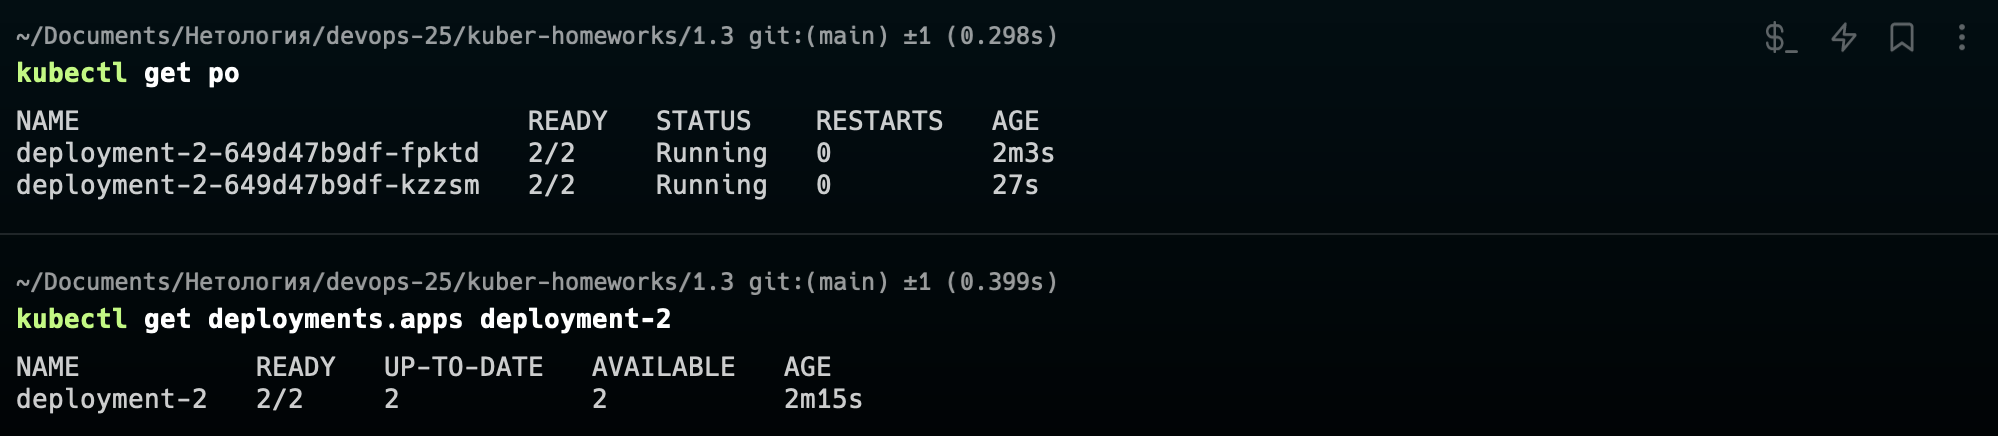 ~/Documents/Нетология/devops-25/kuber-homeworks/1.3 git:(main) ±1 (0.298s)
$_
kubectl get po
NAME READY STATUS RESTARTS AGE
deployment-2-649d47b9df-fpktd 2/2 Running 0 2m3s
deployment-2-649d47b9df-kzzsm 2/2 Running 0 27s
~/Documents/Нетология/devops-25/kuber-homeworks/1.3 git:(main) ±1 (0.399s)
kubectl get deployments.apps deployment-2
NAME READY UP-TO-DATE AVAILABLE AGE
deployment-2 2/2 2 2 2m15s